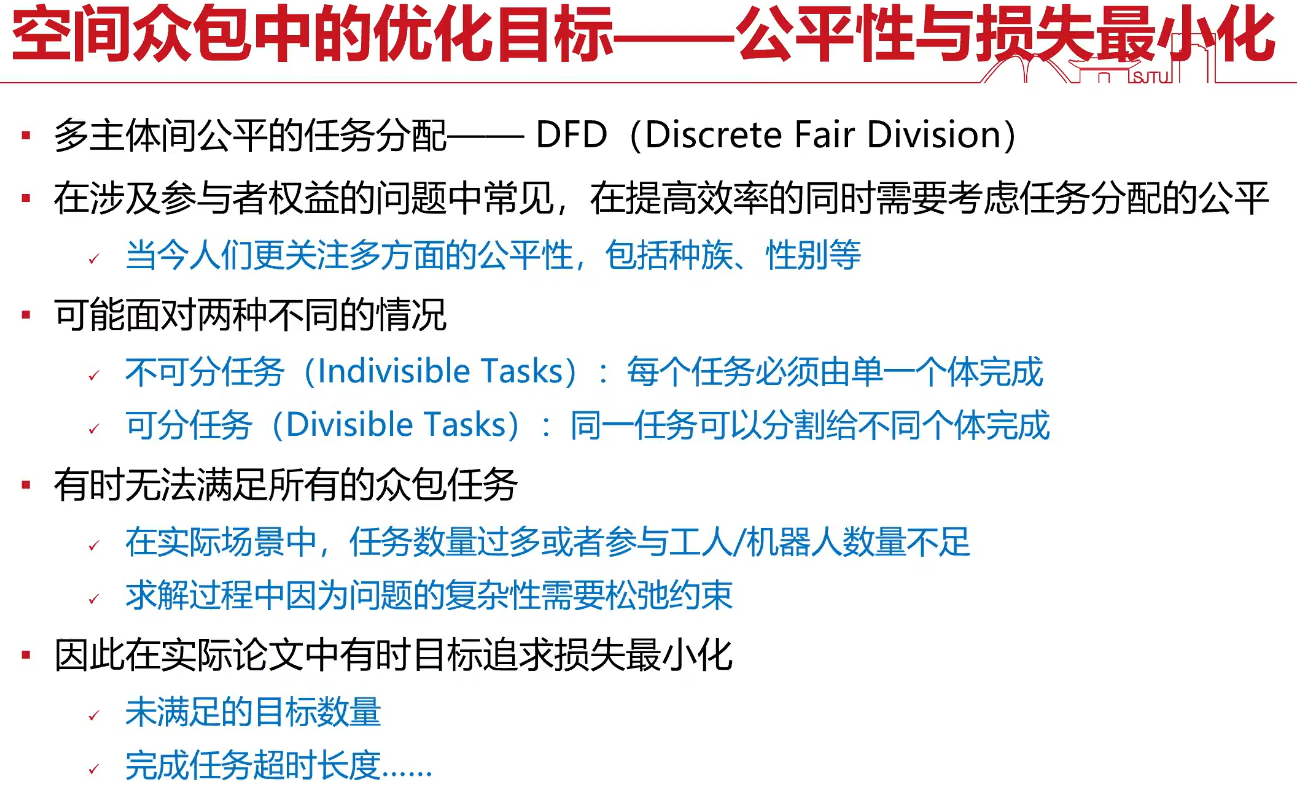 空间众包中的优化目标——公平性与损失最小化
SJTU
▪ 多主体间公平的任务分配—— DFD（Discrete Fair Division）
▪ 在涉及参与者权益的问题中常见，在提高效率的同时需要考虑任务分配的公平
✓ 当今人们更关注多方面的公平性，包括种族、性别等
▪ 可能面对两种不同的情况
✓ 不可分任务（Indivisible Tasks）：每个任务必须由单一个体完成
✓ 可分任务（Divisible Tasks）：同一任务可以分割给不同个体完成
▪ 有时无法满足所有的众包任务
✓ 在实际场景中，任务数量过多或者参与工人/机器人数量不足
✓ 求解过程中因为问题的复杂性需要松弛约束
▪ 因此在实际论文中有时目标追求损失最小化
✓ 未满足的目标数量
✓ 完成任务超时长度......